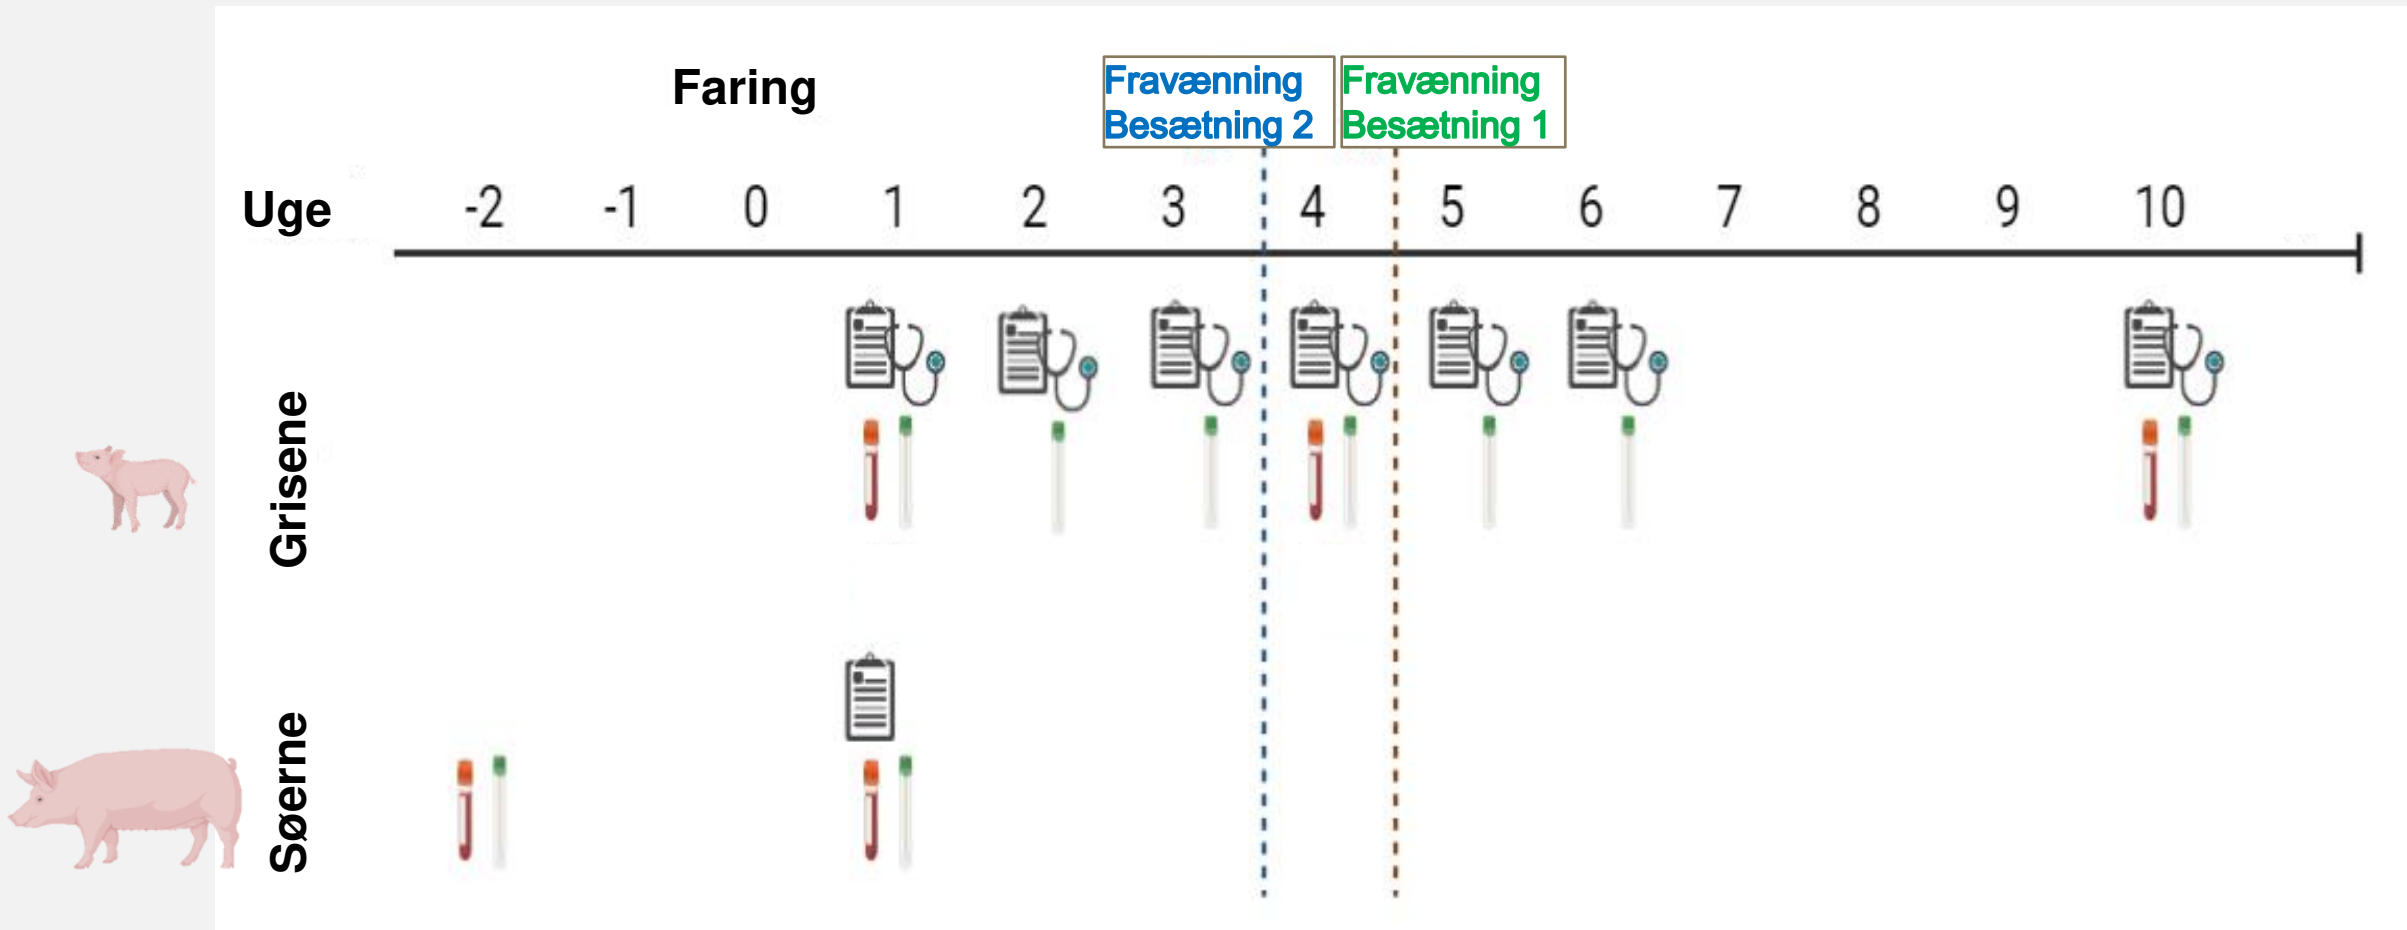 Faring
Fravænning
Besætning 2
Fravænning
Besætning 1
Uge -2 -1 0 1 2 3 4 5 6 7 8 9 10
Grisene
Søerne